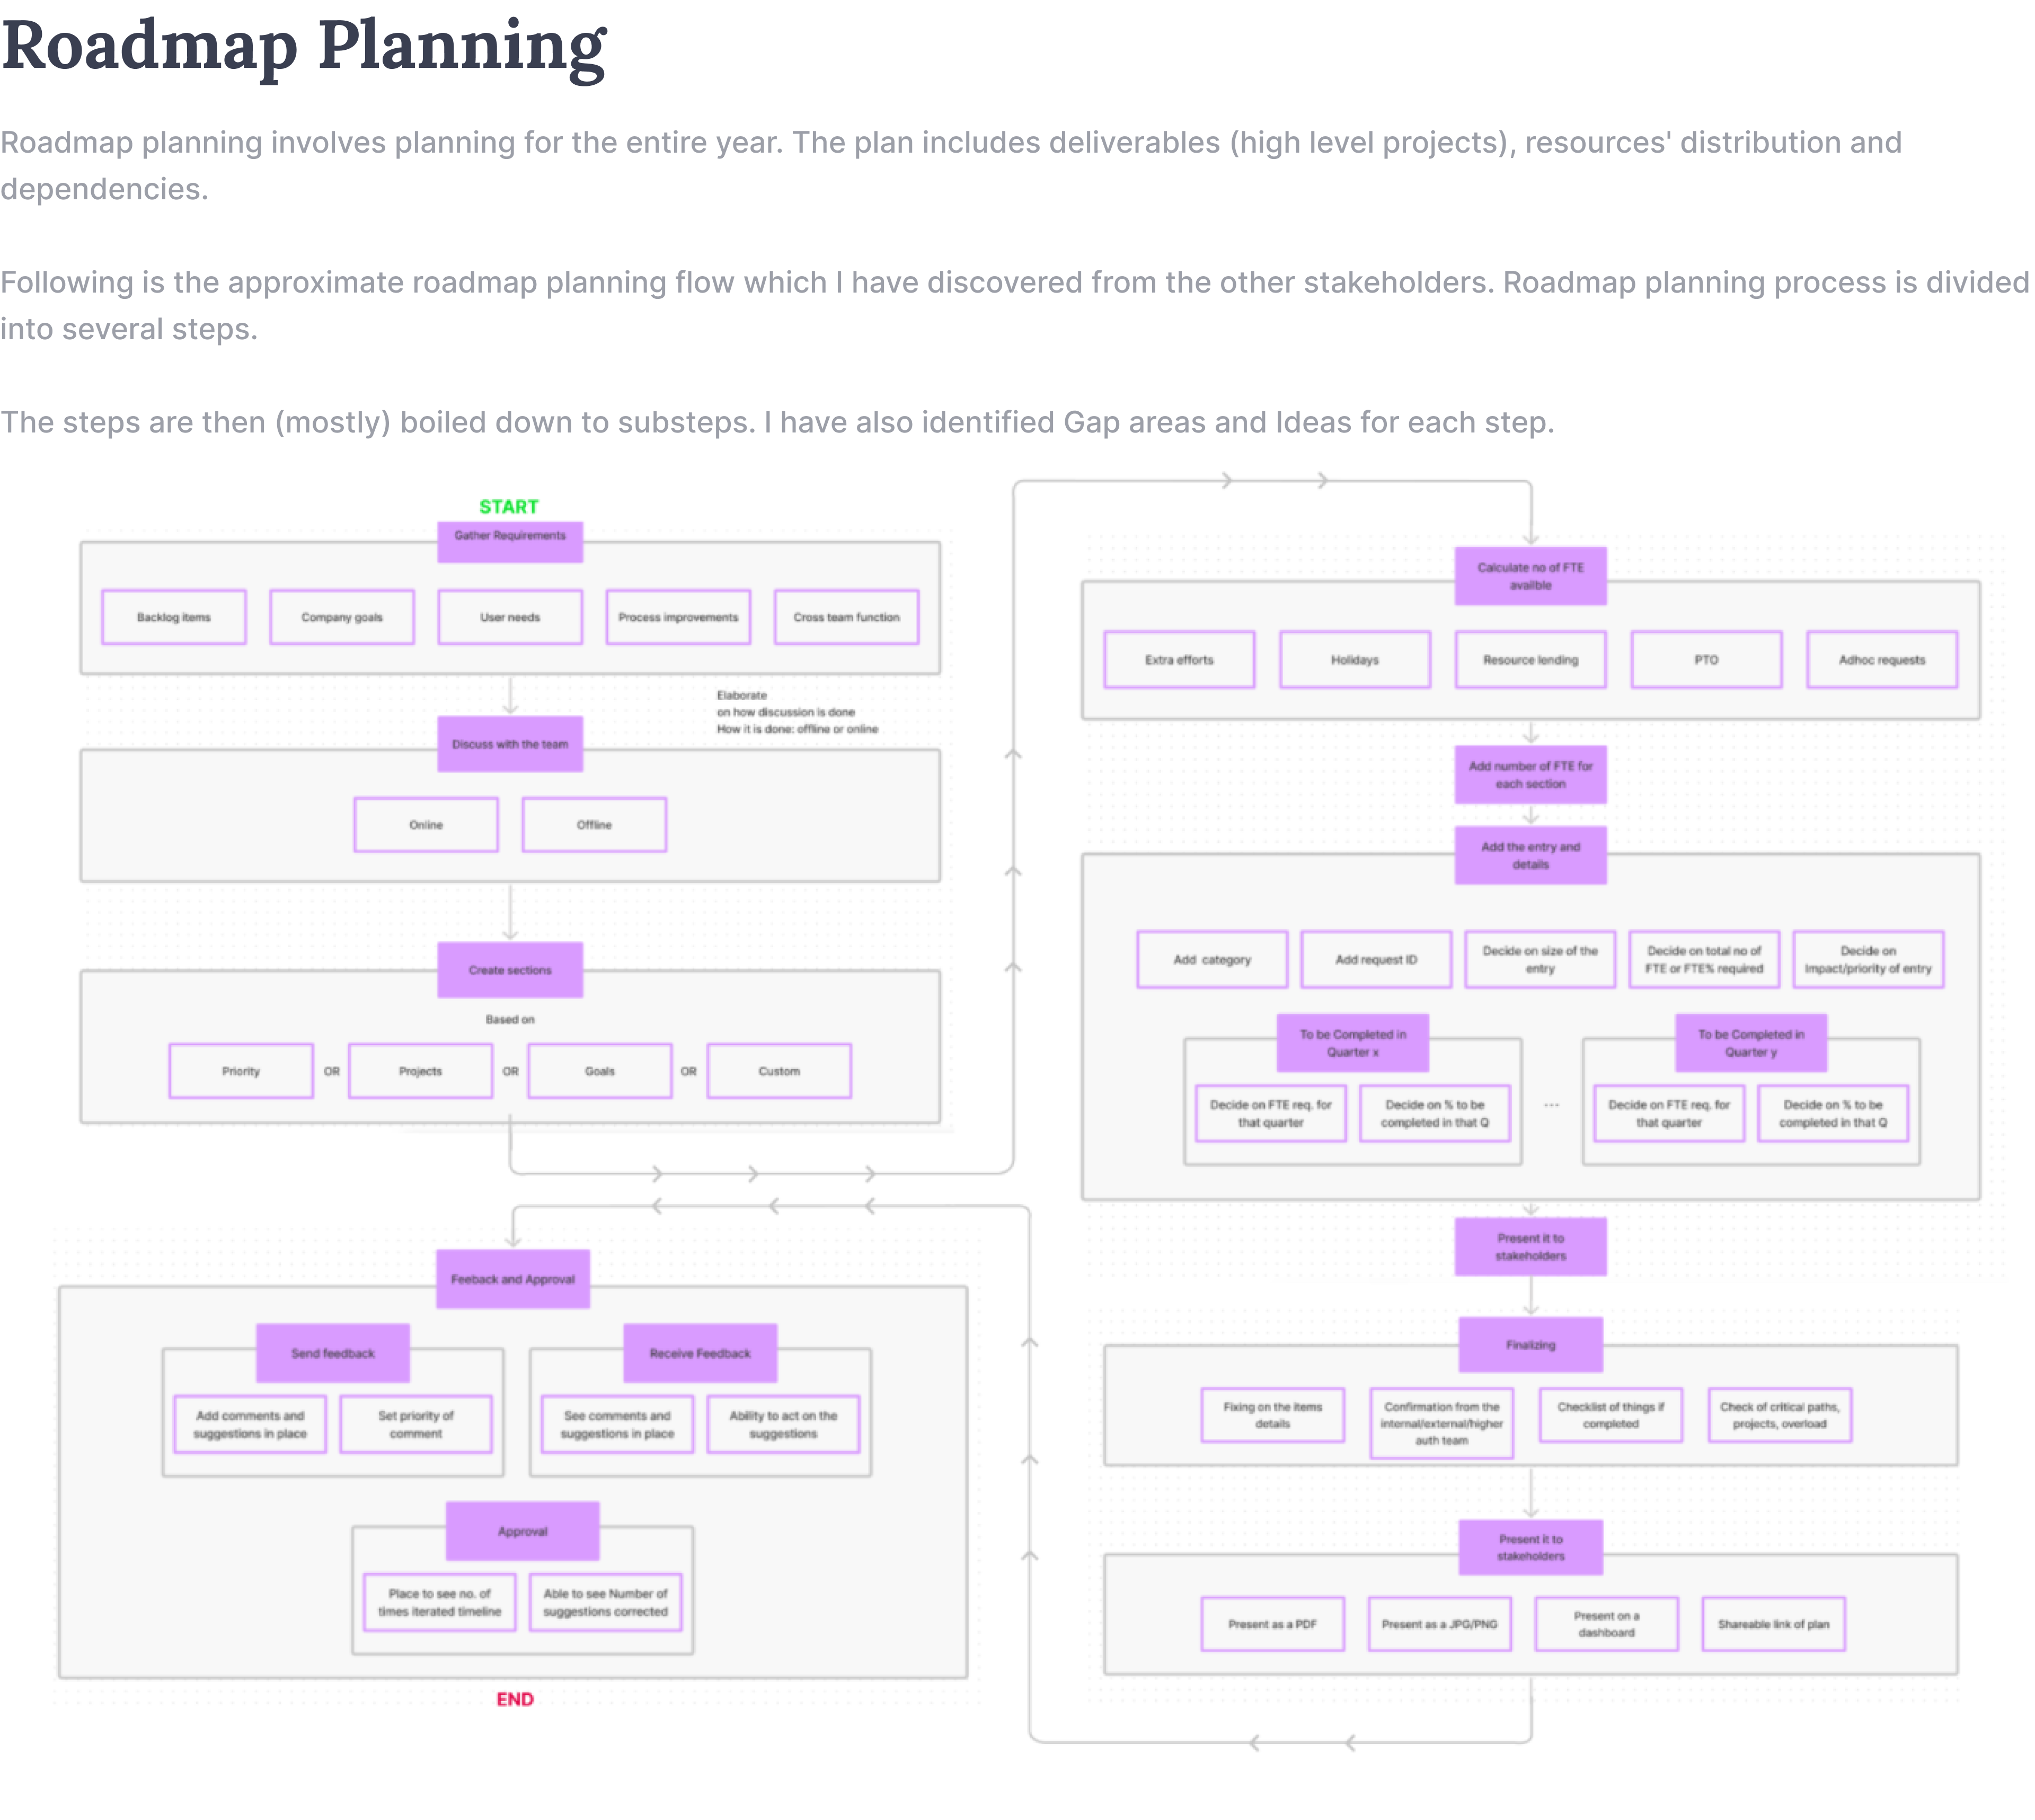 Roadmap Planning
Roadmap planning involves planning for the entire year. The plan includes deliverables (high level projects), resources' distribution and
dependencies.
Following is the approximate roadmap planning flow which I have discovered from the other stakeholders. Roadmap planning process is divided
into several steps.
The steps are then (mostly) boiled down to substeps. I have also identified Gap areas and Ideas for each step.
START
Gather Requirements
Backlog items
Company goals
User needs
Process improvements
Cross team function
Elaborate
on how discussion is done
How it is done: offline or online
Discuss with the team
Online
Offline
Create sections
Based on
Priority
OR
Projects
OR
Goals
OR
Custom
Calculate no of FTE
availble
Extra efforts
Holidays
Resource lending
PTO
Adhoc requests
Add number of FTE for
each section
Add the entry and
details
Add category
Add request ID
Decide on size of the
entry
Decide on total no of
FTE or FTE% required
Decide on
Impact/priority of entry
To be Completed in
Quarter x
Decide on FTE req. for
that quarter
Decide on % to be
completed in that Q
...
To be Completed in
Quarter y
Decide on FTE req. for
that quarter
Decide on % to be
completed in that Q
Present it to
stakeholders
Finalizing
Fixing on the items
details
Confirmation from the
internal/external/higher
auth team
Checklist of things if
completed
Check of critical paths,
projects, overload
Present it to
stakeholders
Present as a PDF
Present as a JPG/PNG
Present on a
dashboard
Shareable link of plan
Feeback and Approval
Send feedback
Add comments and
suggestions in place
Set priority of
comment
Receive Feedback
See comments and
suggestions in place
Ability to act on the
suggestions
Approval
Place to see no. of
times iterated timeline
Able to see Number of
suggestions corrected
END